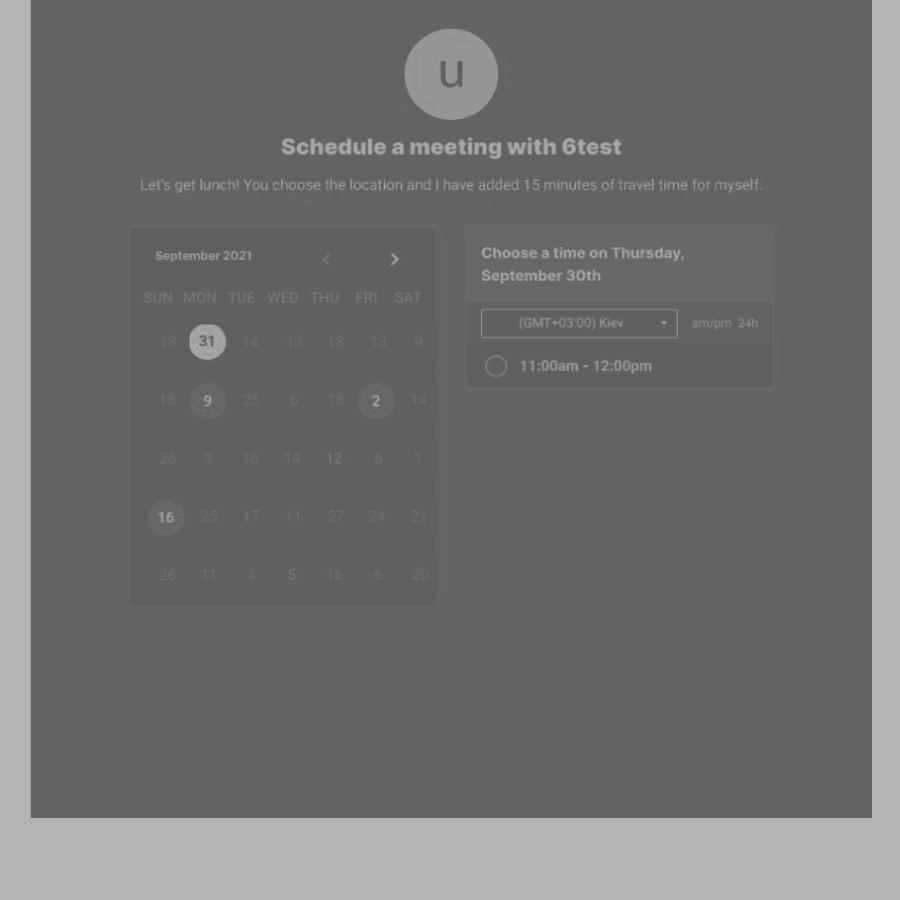 u
Schedule a meeting with 6test
Let's get lunch! You choose the location and I have added 15 minutes of travel time for myself.
September 2021
SUN MON TUE WED THU FRI SAT
13 31 14 13 18 13 9
18 9 25 6 18 2 14
26 9 16 14 12 6 1
16 25 17 11 27 24 21
26 11 4 5 16 6 20
Choose a time on Thursday,
September 30th
(GMT+03:00) Kiev am/pm 24h
11:00am - 12:00pm